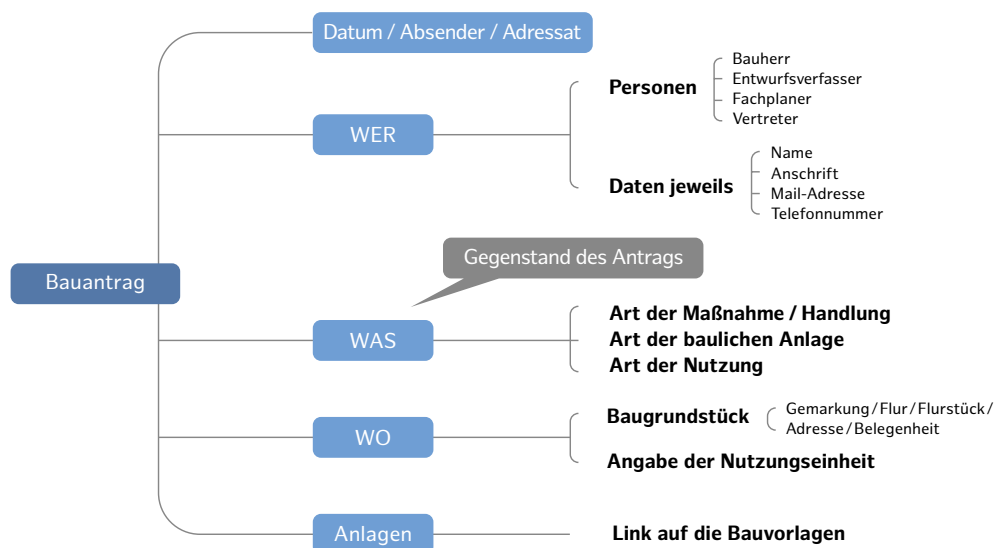 Datum / Absender / Adressat
Bauherr
Entwurfsverfasser
Personen
Fachplaner
Vertreter
WER
Name
Anschrift
Daten jeweils
Mail-Adresse
Telefonnummer
Gegenstand des Antrags
Bauantrag
Art der Maßnahme / Handlung
WAS
Art der baulichen Anlage
Art der Nutzung
Baugrundstück
Gemarkung / Flur / Flurstück /
Adresse / Belegenheit
WO
Angabe der Nutzungseinheit
Anlagen
Link auf die Bauvorlagen